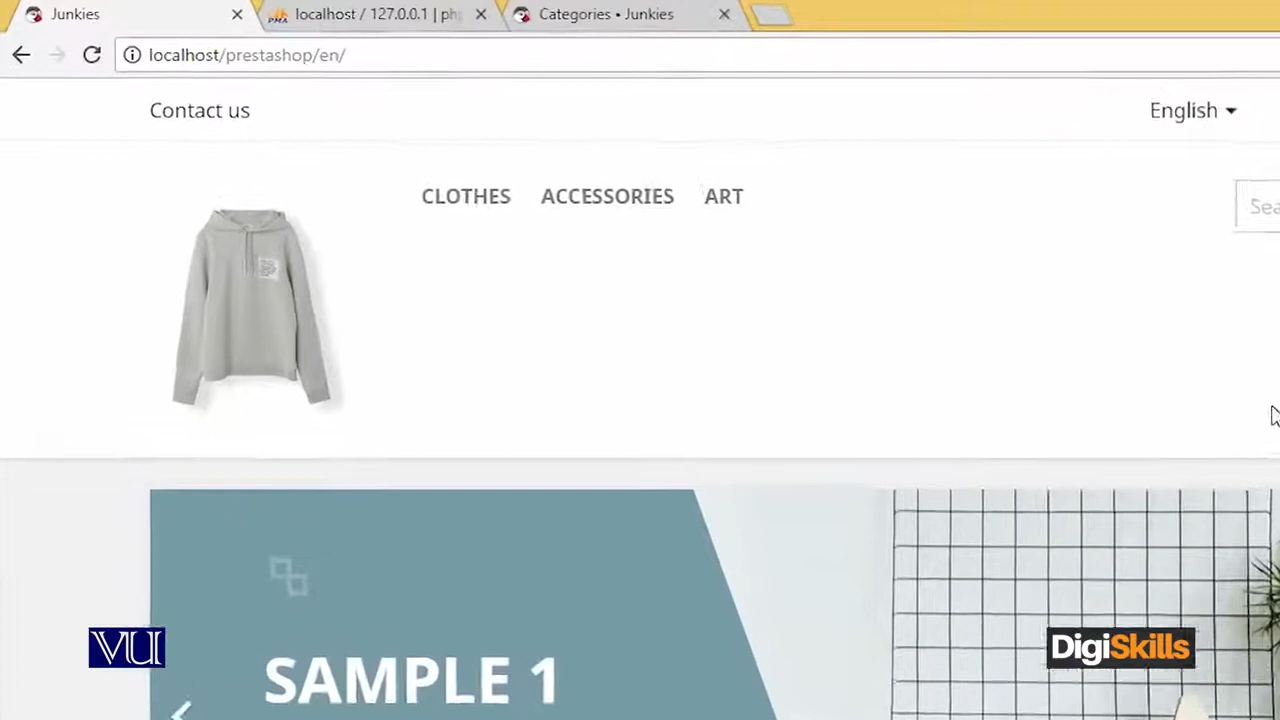 Junkies
localhost / 127.0.0.1 | ph
Categories • Junkies
localhost/prestashop/en/
Contact us
English
CLOTHES ACCESSORIES ART
Sea
SAMPLE 1
VU
DigiSkills